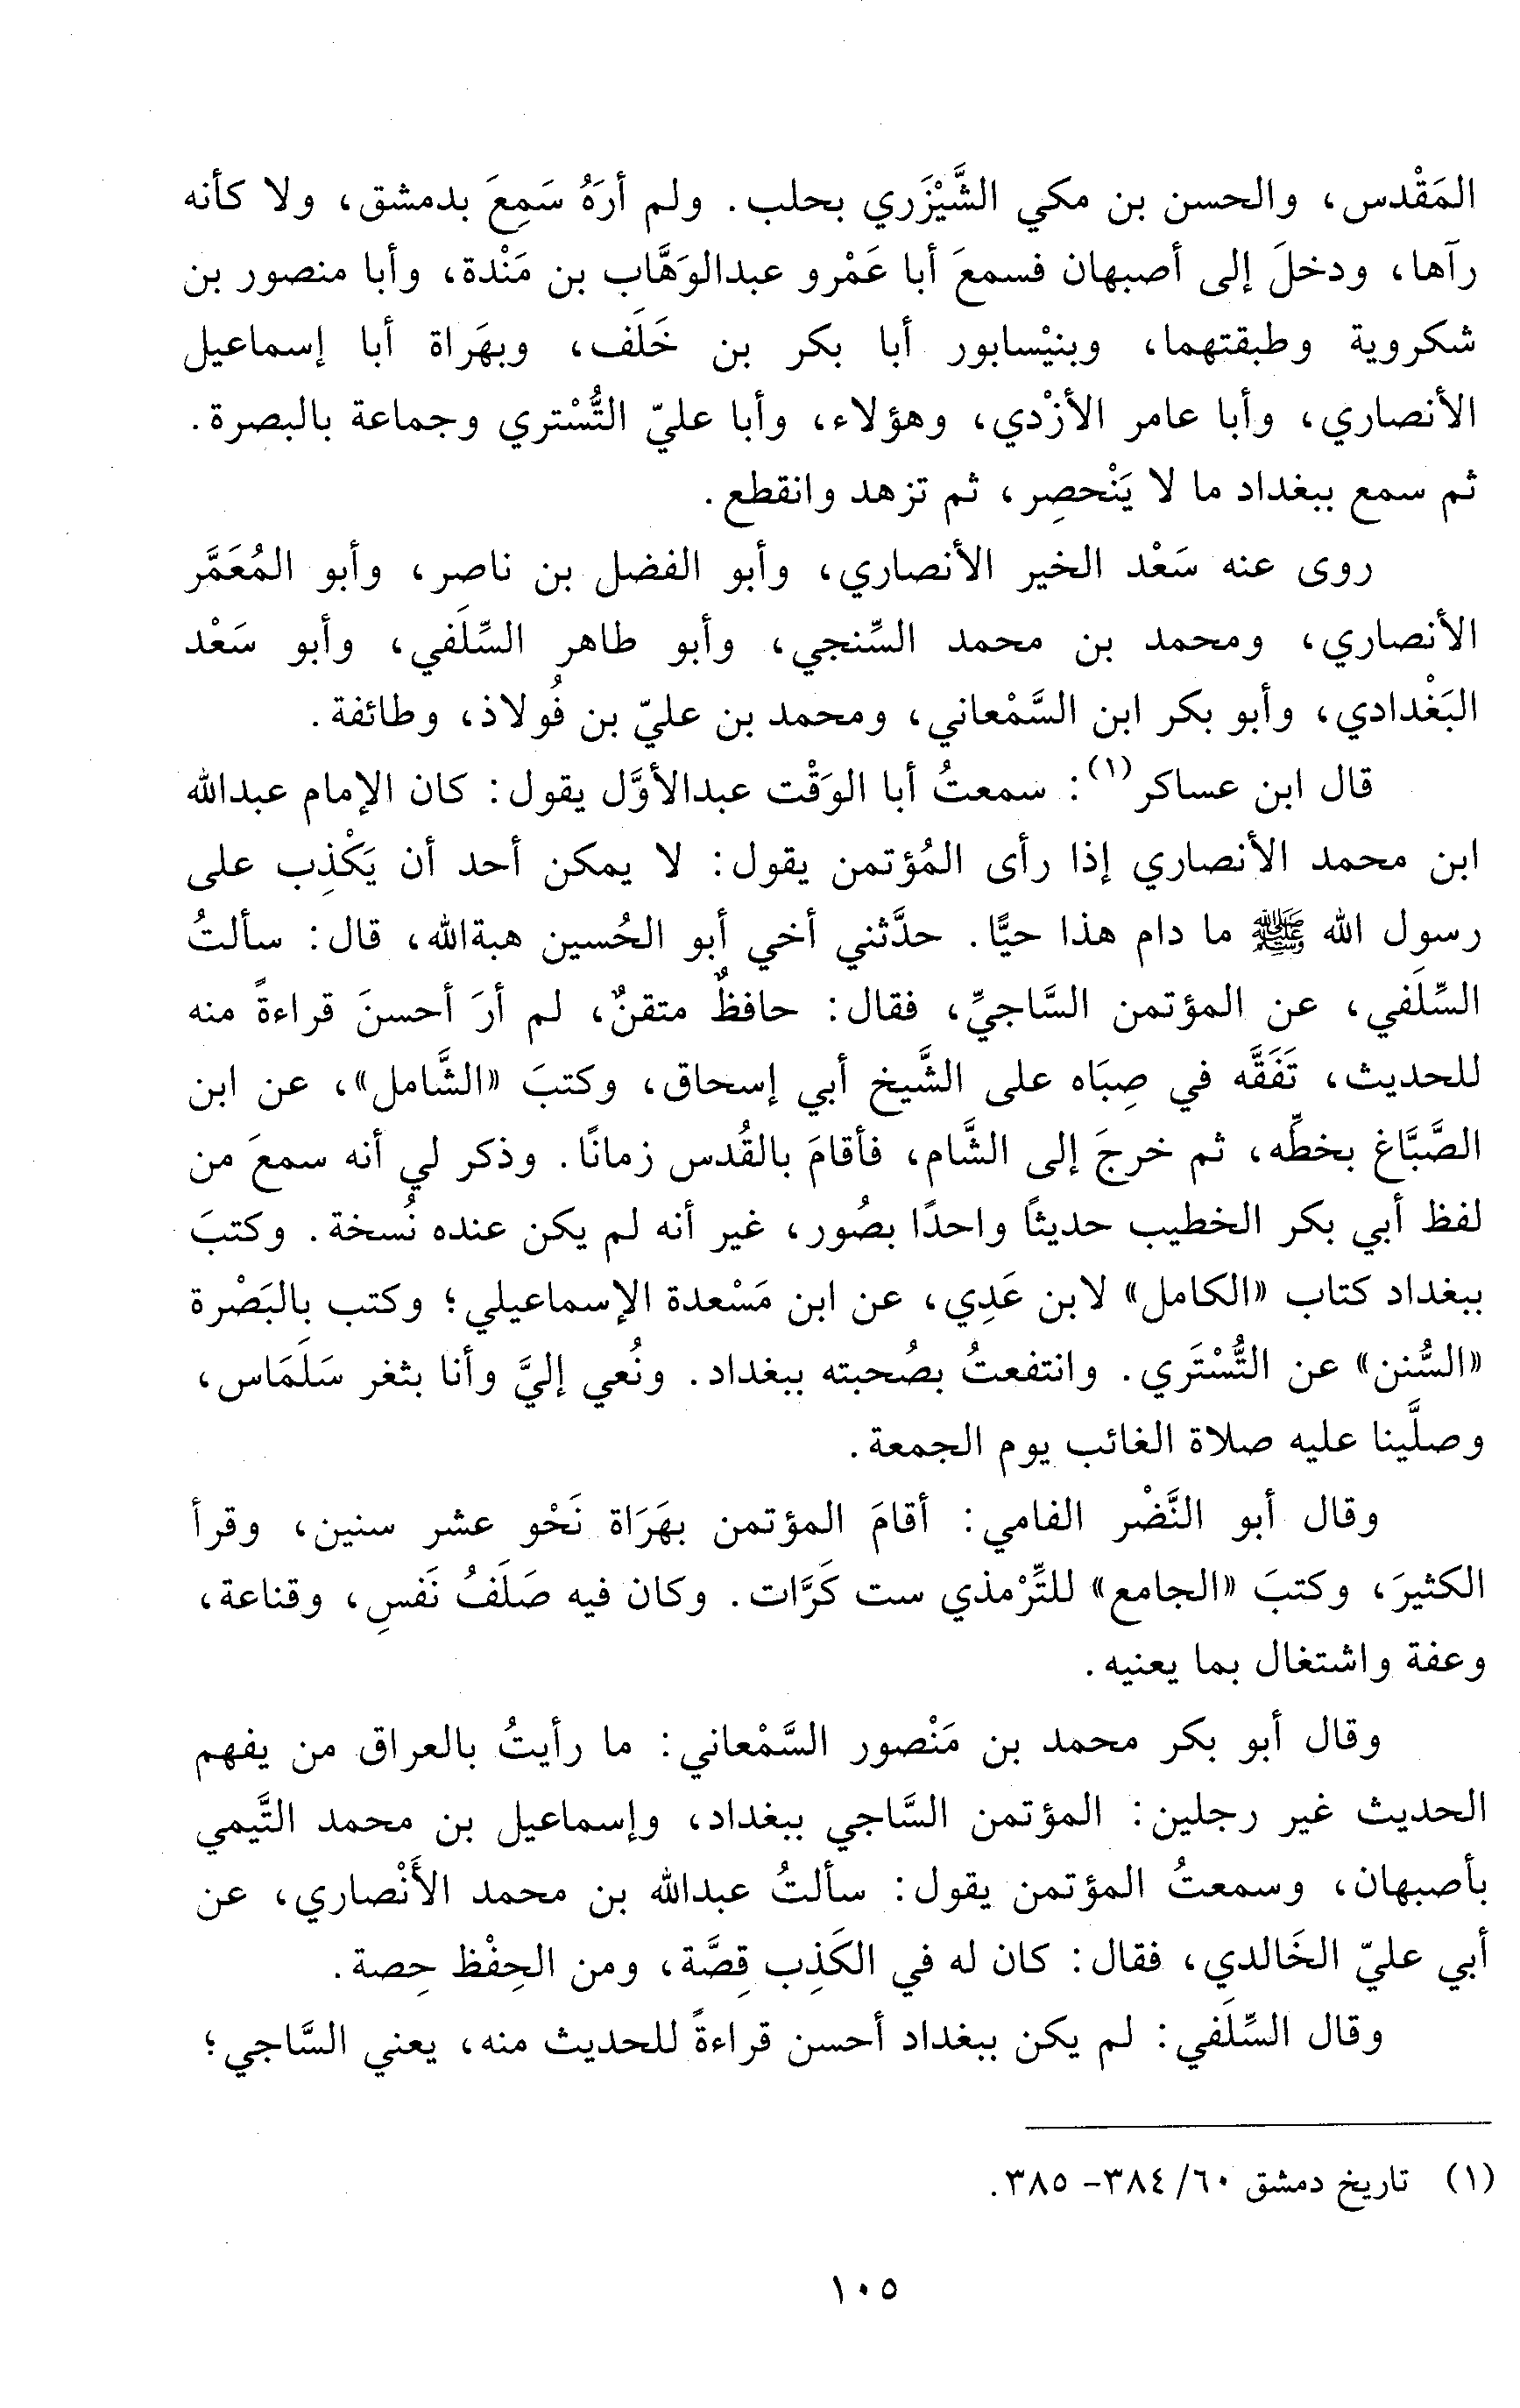 المَقْدس، والحسن بن مكي الشَّيْزَري بحلب. ولم أرَهُ سَمِعَ بدمشق، ولا كأنه
رآها، ودخلَ إلى أصبهان فسمعَ أبا عَمْرو عبدالوَهَّاب بن مَنْدة، وأبا منصور بن
شكروية وطبقتهما، وبنيْسابور أبا بكر بن خَلَف، وبهَراة أبا إسماعيل
الأنصاري، وأبا عامر الأزْدي، وهؤلاء، وأبا عليّ التُّسْتري وجماعة بالبصرة.
ثم سمع ببغداد ما لا يَنْحصِر، ثم تزهد وانقطع.
روى عنه سَعْد الخير الأنصاري، وأبو الفضل بن ناصر، وأبو المُعَمَّر
الأنصاري، ومحمد بن محمد السِّنجي، وأبو طاهر السِّلَفي، وأبو سَعْد
البَغْدادي، وأبو بكر ابن السَّمْعاني، ومحمد بن عليّ بن فُولاذ، وطائفة.
قال ابن عساكر(١): سمعتُ أبا الوَقْت عبدالأوَّل يقول: كان الإمام عبدالله
ابن محمد الأنصاري إذا رأى المُؤتمن يقول: لا يمكن أحد أن يَكْذِب على
رسول الله ﷺ ما دام هذا حيًّا. حدَّثني أخي أبو الحُسين هبةالله، قال: سألتُ
السِّلَفي، عن المؤتمن السَّاجيِّ، فقال: حافظٌ متقنٌ، لم أرَ أحسنَ قراءةً منه
للحديث، تَفَقَّه في صِبَاه على الشَّيخ أبي إسحاق، وكتبَ «الشَّامل»، عن ابن
الصَّبَّاغ بخطِّه، ثم خرجَ إلى الشَّام، فأقامَ بالقُدس زمانًا. وذكر لي أنه سمعَ من
لفظ أبي بكر الخطيب حديثاً واحدًا بصُور، غير أنه لم يكن عنده نُسخة. وكتبَ
ببغداد كتاب «الكامل» لابن عَدِي، عن ابن مَسْعدة الإسماعيلي؛ وكتب بالبَصْرة
«السُّنن» عن التُّسْتَري. وانتفعتُ بصُحبته ببغداد. ونُعي إليَّ وأنا بثغر سَلَمَاس،
وصلَّينا عليه صلاة الغائب يوم الجمعة.
وقال أبو النَّضْر الفامي: أقامَ المؤتمن بهَرَاة نَحْو عشر سنين، وقرأ
الكثيرَ، وكتبَ «الجامع» للتِّرْمذي ست كَرَّات. وكان فيه صَلَفُ نَفسِ، وقناعة،
وعفة واشتغال بما يعنيه.
وقال أبو بكر محمد بن مَنْصور السَّمْعاني: ما رأيتُ بالعراق من يفهم
الحديث غير رجلين: المؤتمن السَّاجي ببغداد، وإسماعيل بن محمد التَّيمي
بأصبهان، وسمعتُ المؤتمن يقول: سألتُ عبدالله بن محمد الأَنْصاري، عن
أبي عليّ الخَالدي، فقال: كان له في الكَذِب قِصَّة، ومن الحِفْظ حِصة.
وقال السِّلَفي: لم يكن ببغداد أحسن قراءةً للحديث منه، يعني السَّاجي؛
(١) تاريخ دمشق ٦٠/ ٣٨٤- ٣٨٥.
١٠٥